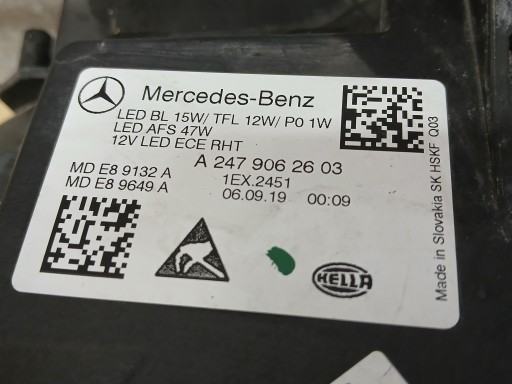 Mercedes-Benz
LED BL 15W/ TFL 12W/ P0 1W
LED AFS 47W
12V LED ECE RHT
A 247 906 26 03
MD E8 9132 A
MD E8 9649 A
1EX.2451
06.09.19 00:09
HELLA
Made in Slovakia SK HSKF Q03